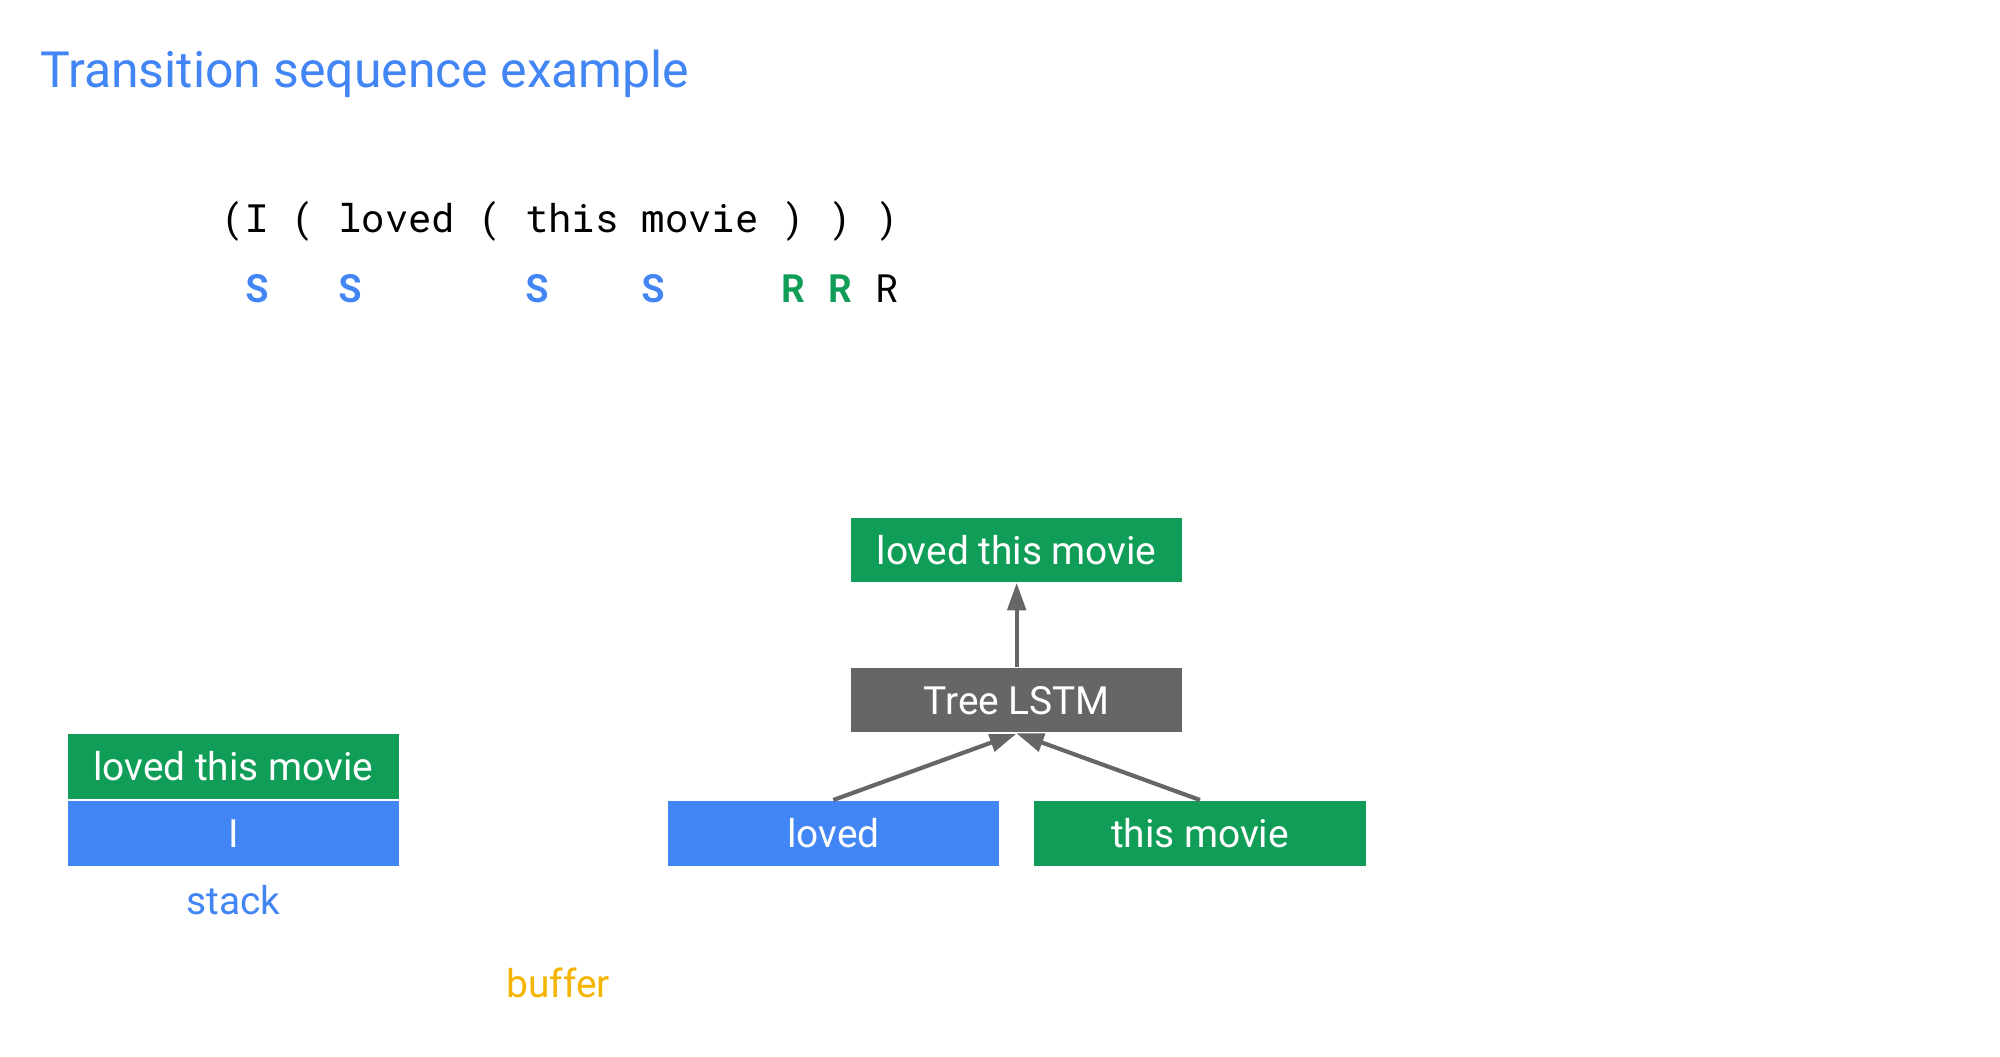 Transition sequence example
(I ( loved ( this movie ) ) )
S S S S R R R
loved this movie
Tree LSTM
loved this movie
I
loved
this movie
stack
buffer